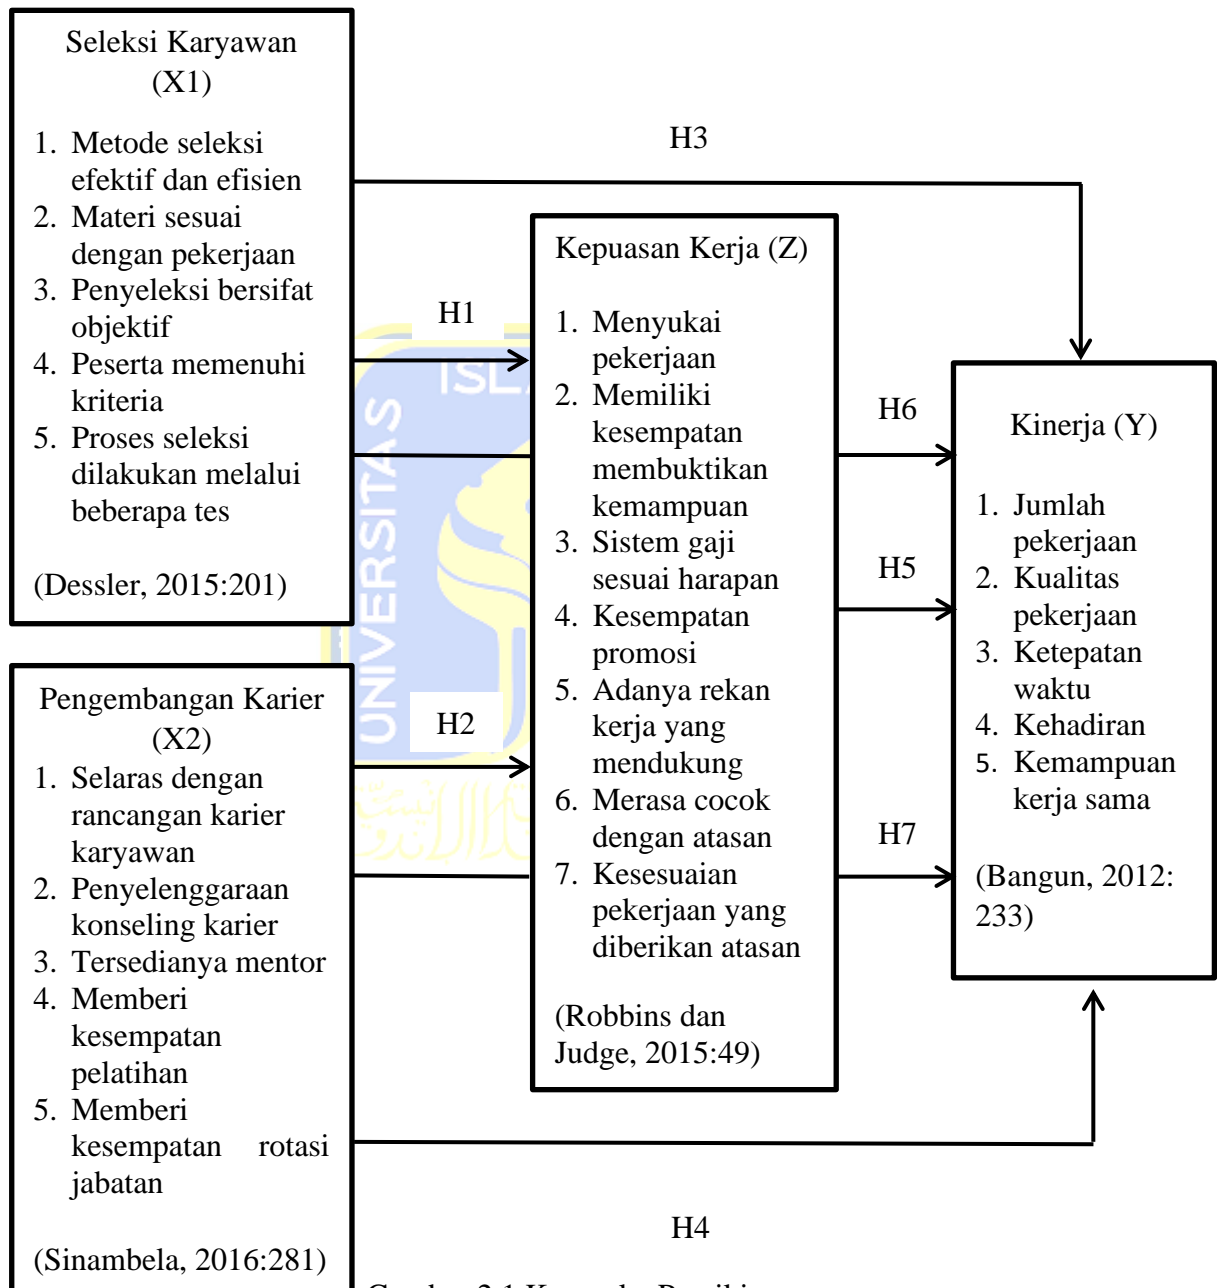 Seleksi Karyawan
(X1)
1. Metode seleksi
efektif dan efisien
2. Materi sesuai
dengan pekerjaan
3. Penyeleksi bersifat
objektif
4. Peserta memenuhi
kriteria
5. Proses seleksi
dilakukan melalui
beberapa tes
(Dessler, 2015:201)
H3
H1
Kepuasan Kerja (Z)
1. Menyukai
pekerjaan
2. Memiliki
kesempatan
membuktikan
kemampuan
3. Sistem gaji
sesuai harapan
4. Kesempatan
promosi
5. Adanya rekan
kerja yang
mendukung
6. Merasa cocok
dengan atasan
7. Kesesuaian
pekerjaan yang
diberikan atasan
(Robbins dan
Judge, 2015:49)
H6
H5
H7
Kinerja (Y)
1. Jumlah
pekerjaan
2. Kualitas
pekerjaan
3. Ketepatan
waktu
4. Kehadiran
5. Kemampuan
kerja sama
(Bangun, 2012:
233)
Pengembangan Karier
(X2)
1. Selaras dengan
rancangan karier
karyawan
2. Penyelenggaraan
konseling karier
3. Tersedianya mentor
4. Memberi
kesempatan
pelatihan
5. Memberi
kesempatan rotasi
jabatan
(Sinambela, 2016:281)
H2
H4
UNIVERSITAS
ISL